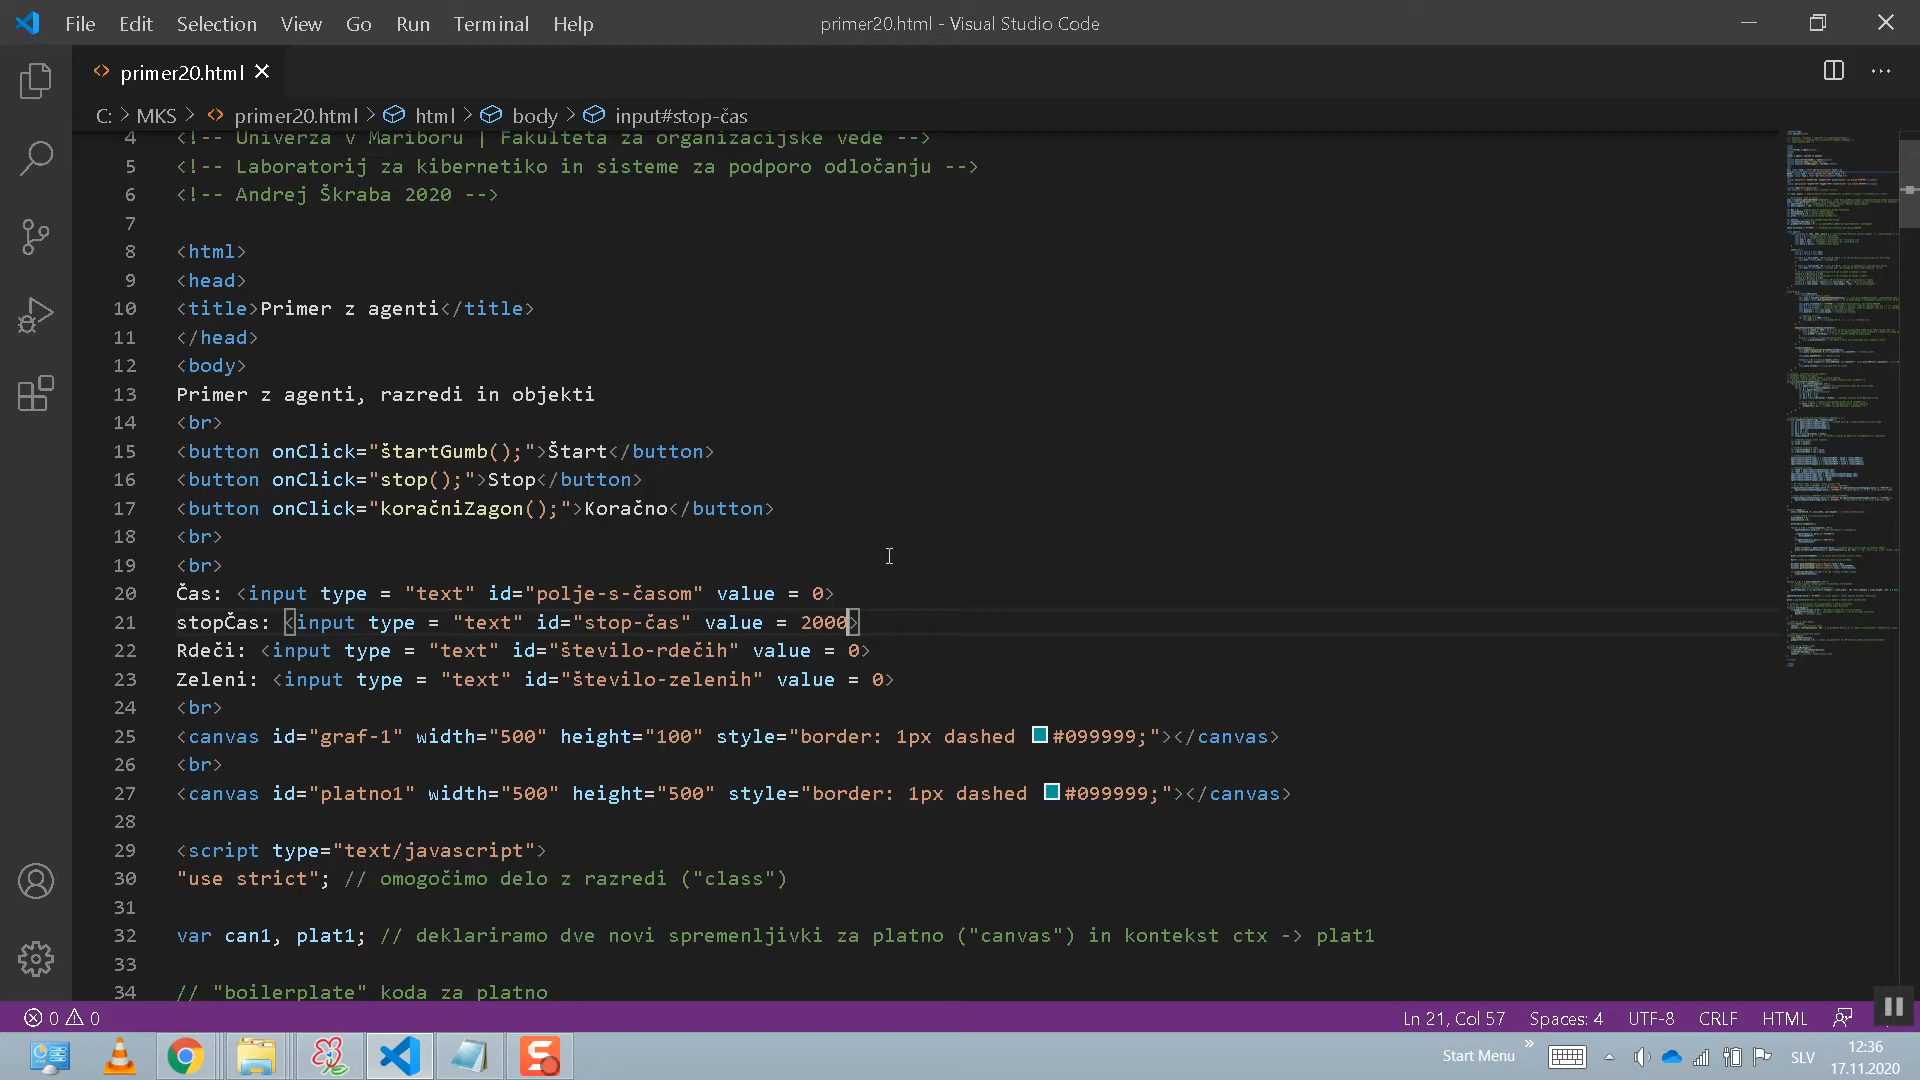 File Edit Selection View Go Run Terminal Help primer20.html - Visual Studio Code
primer20.html
C: > MKS > primer20.html > html > body > input#stop-čas
4 <!-- Univerza v Mariboru | Fakulteta za organizacijske vede -->
5 <!-- Laboratorij za kibernetiko in sisteme za podporo odločanju -->
6 <!-- Andrej Škraba 2020 -->
7
8 <html>
9 <head>
10 <title>Primer z agenti</title>
11 </head>
12 <body>
13 Primer z agenti, razredi in objekti
14 <br>
15 <button onClick="štartGumb();">Štart</button>
16 <button onClick="stop();">Stop</button>
17 <button onClick="koračniZagon();">Koračno</button>
18 <br>
19 <br>
20 Čas: <input type = "text" id="polje-s-časom" value = 0>
21 stopČas: <input type = "text" id="stop-čas" value = 2000>
22 Rdeči: <input type = "text" id="število-rdečih" value = 0>
23 Zeleni: <input type = "text" id="število-zelenih" value = 0>
24 <br>
25 <canvas id="graf-1" width="500" height="100" style="border: 1px dashed #099999;"></canvas>
26 <br>
27 <canvas id="platno1" width="500" height="500" style="border: 1px dashed #099999;"></canvas>
28
29 <script type="text/javascript">
30 "use strict"; // omogočimo delo z razredi ("class")
31
32 var can1, plat1; // deklariramo dve novi spremenljivki za platno ("canvas") in kontekst ctx -> plat1
33
34 // "boilerplate" koda za platno
0 0 Ln 21, Col 57 Spaces: 4 UTF-8 CRLF HTML
Start Menu » SLV 12:36
17.11.2020